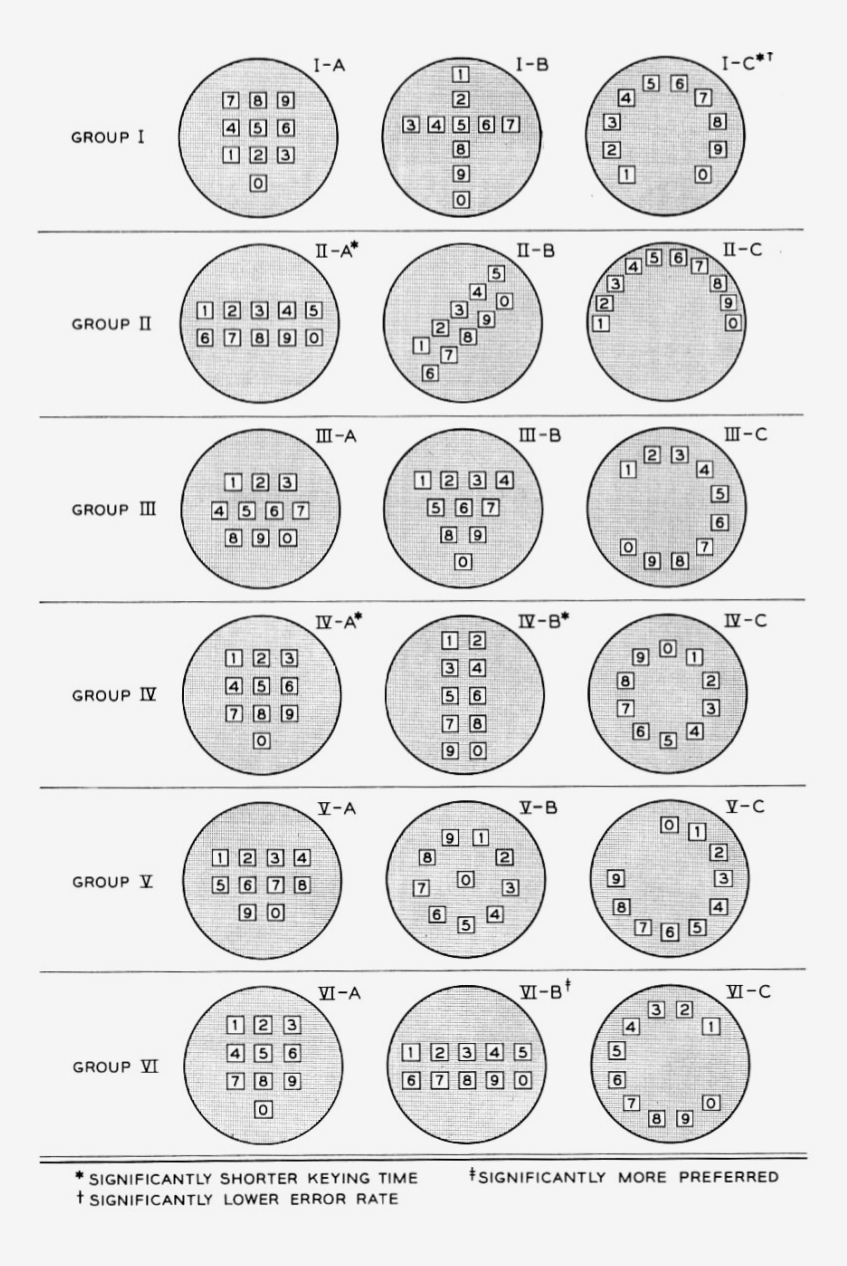 GROUP I
I-A
7 8 9
4 5 6
1 2 3
0
I-B
1
2
3 4 5 6 7
8
9
0
I-C*†
5 6
4 7
3 8
2 9
1 0
GROUP II
II-A*
1 2 3 4 5
6 7 8 9 0
II-B
1 2 3 4 5
6 7 8 9 0
II-C
1 2 3 4 5 6 7 8 9 0
GROUP III
III-A
1 2 3
4 5 6 7
8 9 0
III-B
1 2 3 4
5 6 7
8 9
0
III-C
1 2 3 4
5
6
0 9 8 7
GROUP IV
IV-A*
1 2 3
4 5 6
7 8 9
0
IV-B*
1 2
3 4
5 6
7 8
9 0
IV-C
0
9 1
8 2
7 3
6 4
5
GROUP V
V-A
1 2 3 4
5 6 7 8
9 0
V-B
9 1
8 2
0
7 3
6 4
5
V-C
0 1
2
9 3
8 4
7 6 5
GROUP VI
VI-A
1 2 3
4 5 6
7 8 9
0
VI-B‡
1 2 3 4 5
6 7 8 9 0
VI-C
3 2
4 1
5
6
7 0
8 9
* SIGNIFICANTLY SHORTER KEYING TIME
‡SIGNIFICANTLY MORE PREFERRED
† SIGNIFICANTLY LOWER ERROR RATE